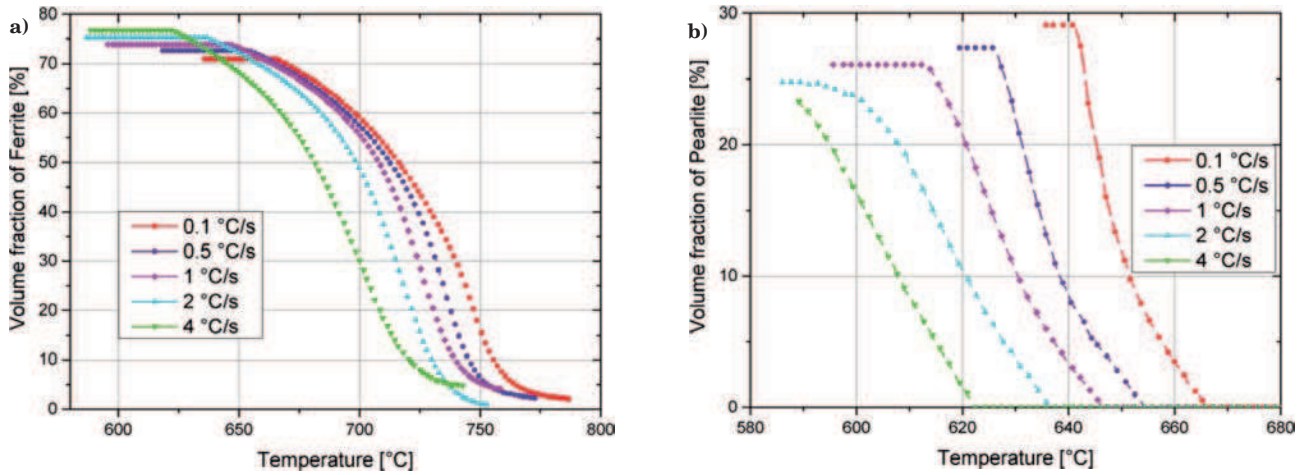 a)
Volume fraction of Ferrite [%]
80
70
60
50
40
30
20
10
0
0.1 °C/s
0.5 °C/s
1 °C/s
2 °C/s
4 °C/s
600
650
700
750
800
Temperature [°C]
b)
Volume fraction of Pearlite [%]
30
20
10
0
0.1 °C/s
0.5 °C/s
1 °C/s
2 °C/s
4 °C/s
580
600
620
640
660
680
Temperature [°C]